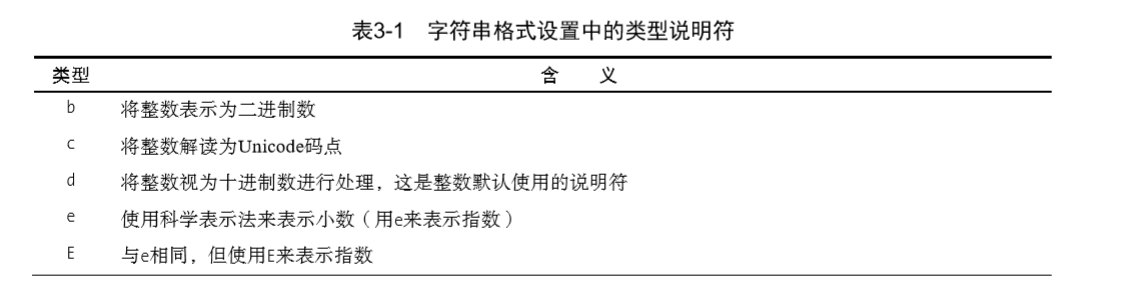 表3-1 字符串格式设置中的类型说明符
类型 含 义
b 将整数表示为二进制数
c 将整数解读为Unicode码点
d 将整数视为十进制数进行处理，这是整数默认使用的说明符
e 使用科学表示法来表示小数（用e来表示指数）
E 与e相同，但使用E来表示指数